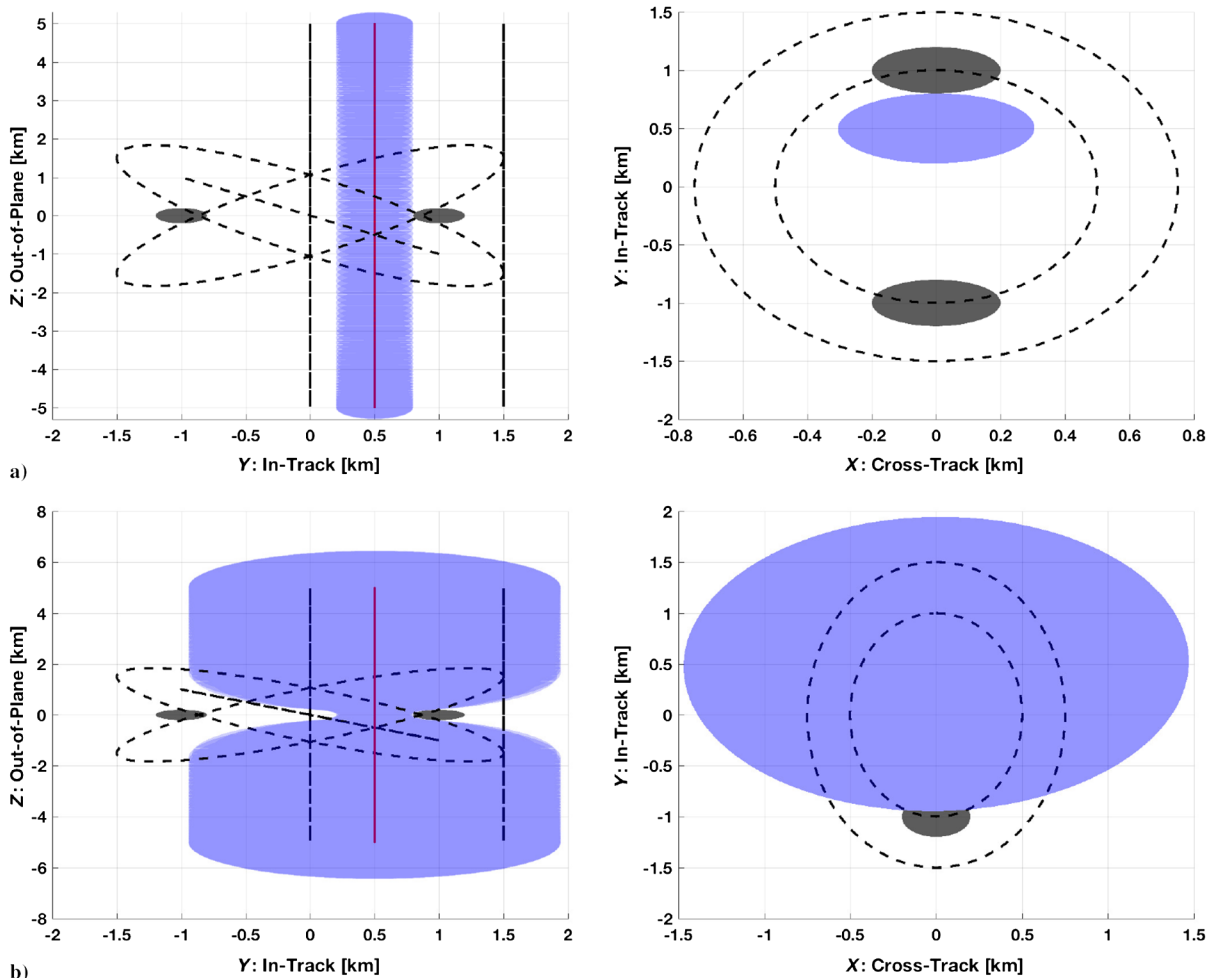 5
4
3
2
1
0
-1
-2
-3
-4
-5
Z: Out-of-Plane [km]
-2 -1.5 -1 -0.5 0 0.5 1 1.5 2
Y: In-Track [km]
a)
1.5
1
0.5
0
-0.5
-1
-1.5
-2
Y: In-Track [km]
-0.8 -0.6 -0.4 -0.2 0 0.2 0.4 0.6 0.8
X: Cross-Track [km]
8
6
4
2
0
-2
-4
-6
-8
Z: Out-of-Plane [km]
-2 -1.5 -1 -0.5 0 0.5 1 1.5 2
Y: In-Track [km]
b)
2
1.5
1
0.5
0
-0.5
-1
-1.5
-2
Y: In-Track [km]
-1.5 -1 -0.5 0 0.5 1 1.5
X: Cross-Track [km]